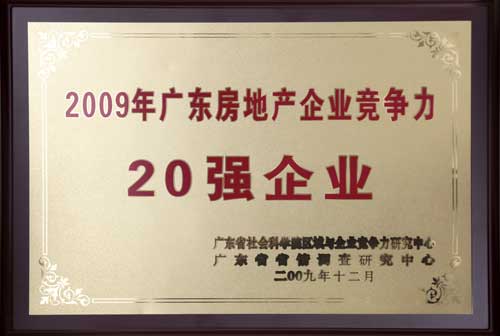 2009年广东房地产企业竞争力
20强企业
广东省社会科学院区域与企业竞争力研究中心
广东省省情调查研究中心
二00九年十二月